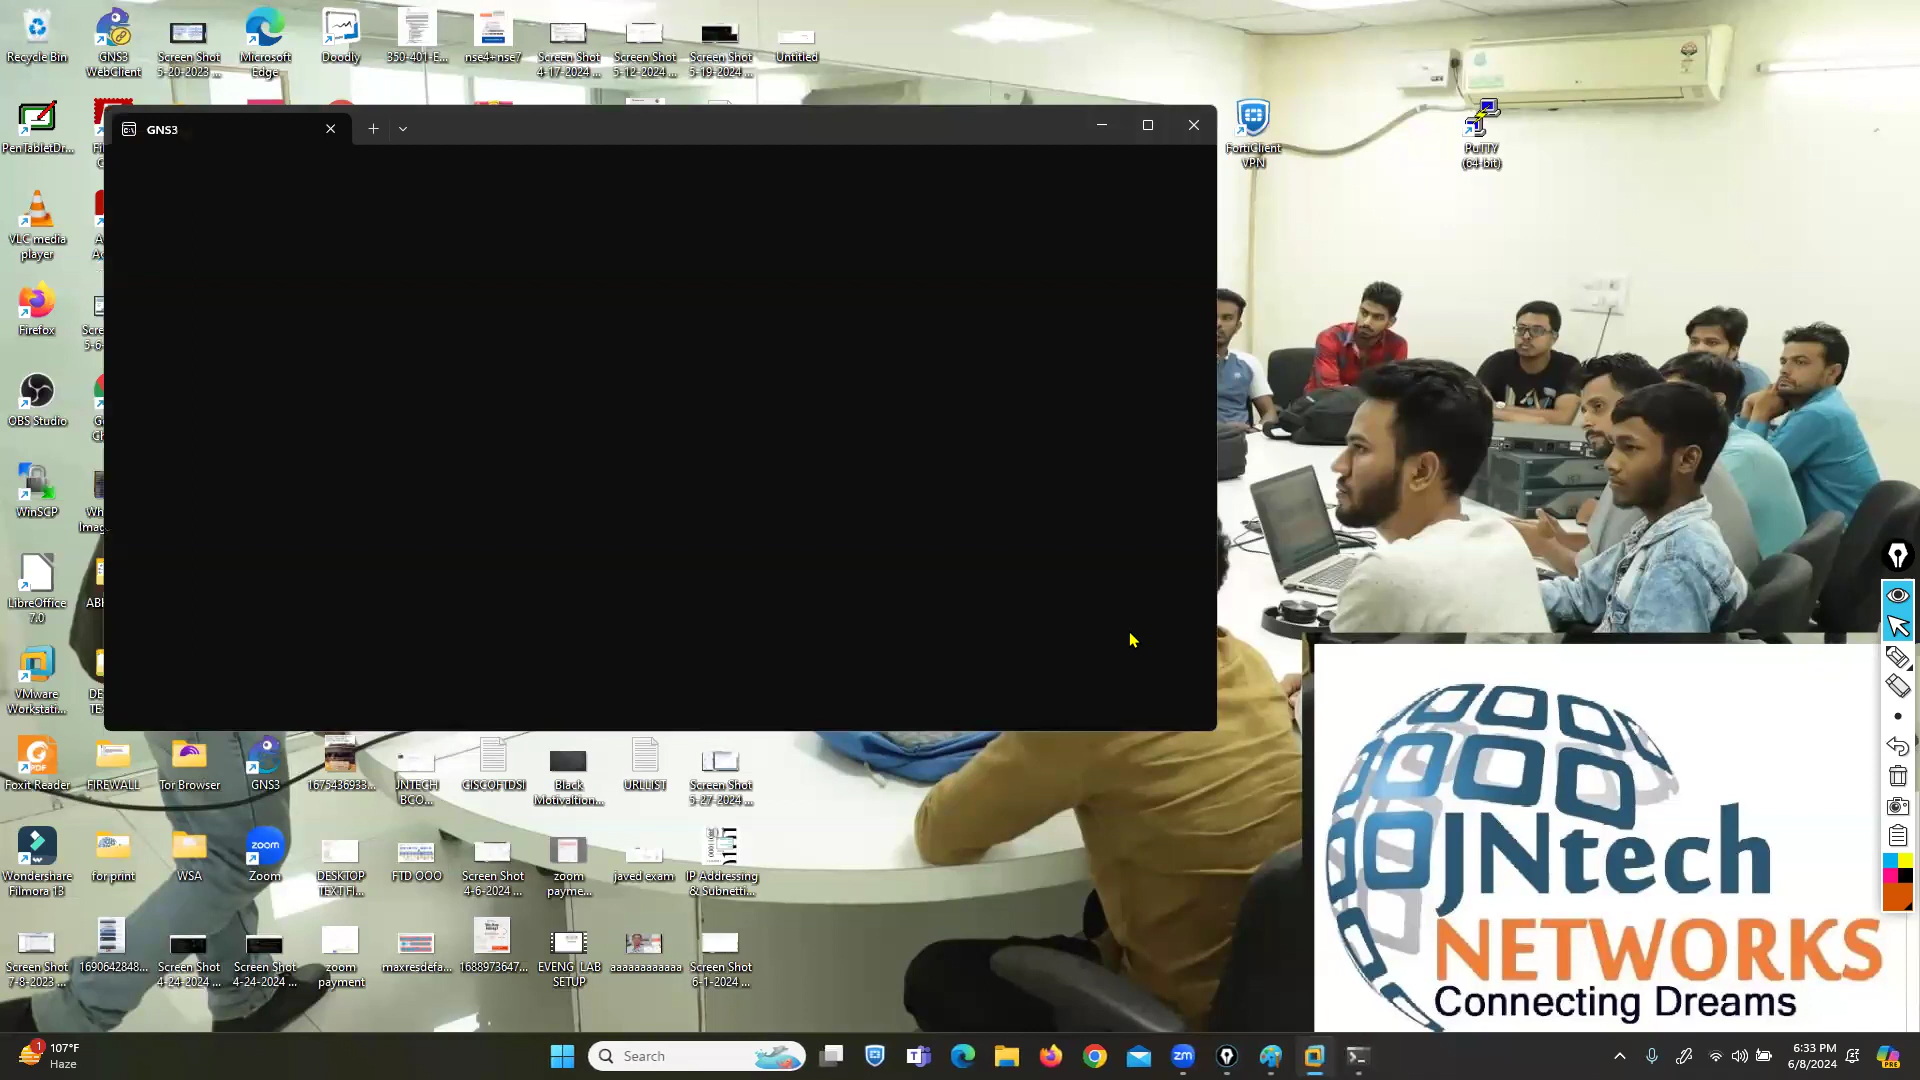 Recycle Bin
GNS3
WebClient
Screen Shot
5-20-2023 ...
Microsoft
Edge
Doodly
350-401-E...
nse4+nse7
Screen Shot
4-17-2024 ...
Screen Shot
5-12-2024 ...
Screen Shot
5-19-2024 ...
Untitled
PenTabletDr...
GNS3
FortiClient
VPN
PuTTY
(64-bit)
VLC media
player
Firefox
OBS Studio
WinSCP
LibreOffice
7.0
VMware
Workstati...
Foxit Reader
FIREWALL
Tor Browser
GNS3
1675436933...
JNTECH
BCO...
CISCOFTDSI
Black
Motivaltion...
URLLIST
Screen Shot
5-27-2024 ...
Wondershare
Filmora 13
for print
WSA
zoom
Zoom
DESKTOP
TEXT FI...
FTD OOO
Screen Shot
4-6-2024 ...
zoom
payme...
javed exam
IP Addressing
& Subnetti...
Screen Shot
7-8-2023 ...
1690642848...
Screen Shot
4-24-2024 ...
Screen Shot
4-24-2024 ...
zoom
payment
maxresdefa...
1688973647...
EVENG LAB
SETUP
aaaaaaaaaaaa
Screen Shot
6-1-2024 ...
JNtech
NETWORKS
Connecting Dreams
1
107°F
Haze
Search
zm
6:33 PM
6/8/2024
PRE